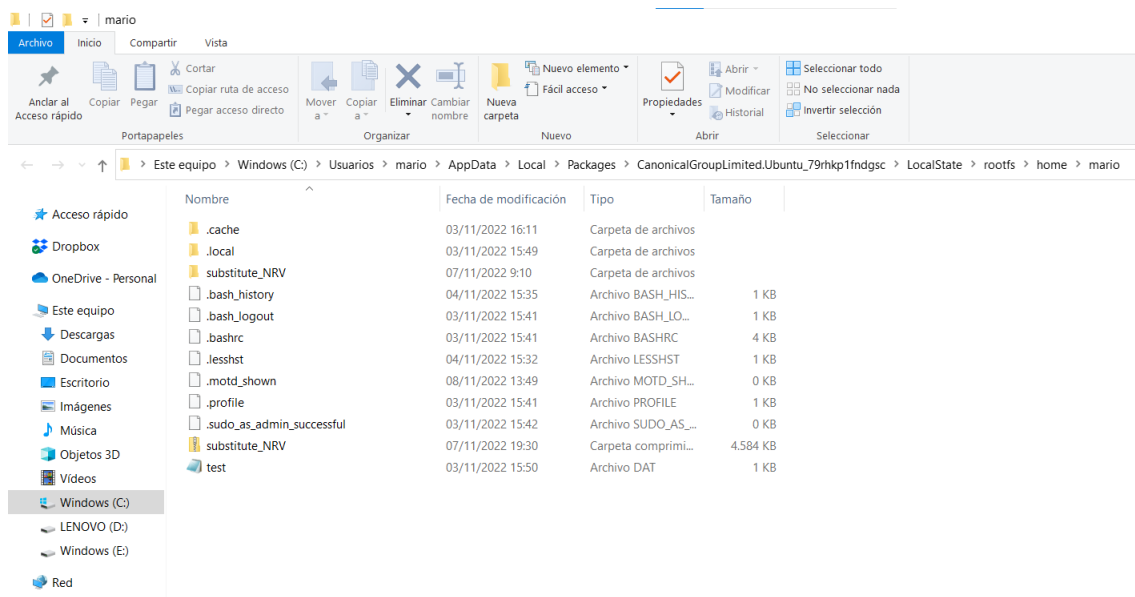 mario
Archivo Inicio Compartir Vista
Anclar al Acceso rápido
Copiar
Pegar
Cortar
Copiar ruta de acceso
Pegar acceso directo
Portapapeles
Mover a
Copiar a
Eliminar
Cambiar nombre
Organizar
Nueva carpeta
Nuevo elemento
Fácil acceso
Nuevo
Propiedades
Abrir
Modificar
Historial
Abrir
Seleccionar todo
No seleccionar nada
Invertir selección
Seleccionar
Este equipo > Windows (C:) > Usuarios > mario > AppData > Local > Packages > CanonicalGroupLimited.Ubuntu_79rhkp1fndgsc > LocalState > rootfs > home > mario
Acceso rápido
Dropbox
OneDrive - Personal
Este equipo
Descargas
Documentos
Escritorio
Imágenes
Música
Objetos 3D
Vídeos
Windows (C:)
LENOVO (D:)
Windows (E:)
Red
Nombre Fecha de modificación Tipo Tamaño
.cache 03/11/2022 16:11 Carpeta de archivos
.local 03/11/2022 15:49 Carpeta de archivos
substitute_NRV 07/11/2022 9:10 Carpeta de archivos
.bash_history 04/11/2022 15:35 Archivo BASH_HIS... 1 KB
.bash_logout 03/11/2022 15:41 Archivo BASH_LO... 1 KB
.bashrc 03/11/2022 15:41 Archivo BASHRC 4 KB
.lesshst 04/11/2022 15:32 Archivo LESSHST 1 KB
.motd_shown 08/11/2022 13:49 Archivo MOTD_SH... 0 KB
.profile 03/11/2022 15:41 Archivo PROFILE 1 KB
.sudo_as_admin_successful 03/11/2022 15:42 Archivo SUDO_AS_... 0 KB
substitute_NRV 07/11/2022 19:30 Carpeta comprimi... 4.584 KB
test 03/11/2022 15:50 Archivo DAT 1 KB